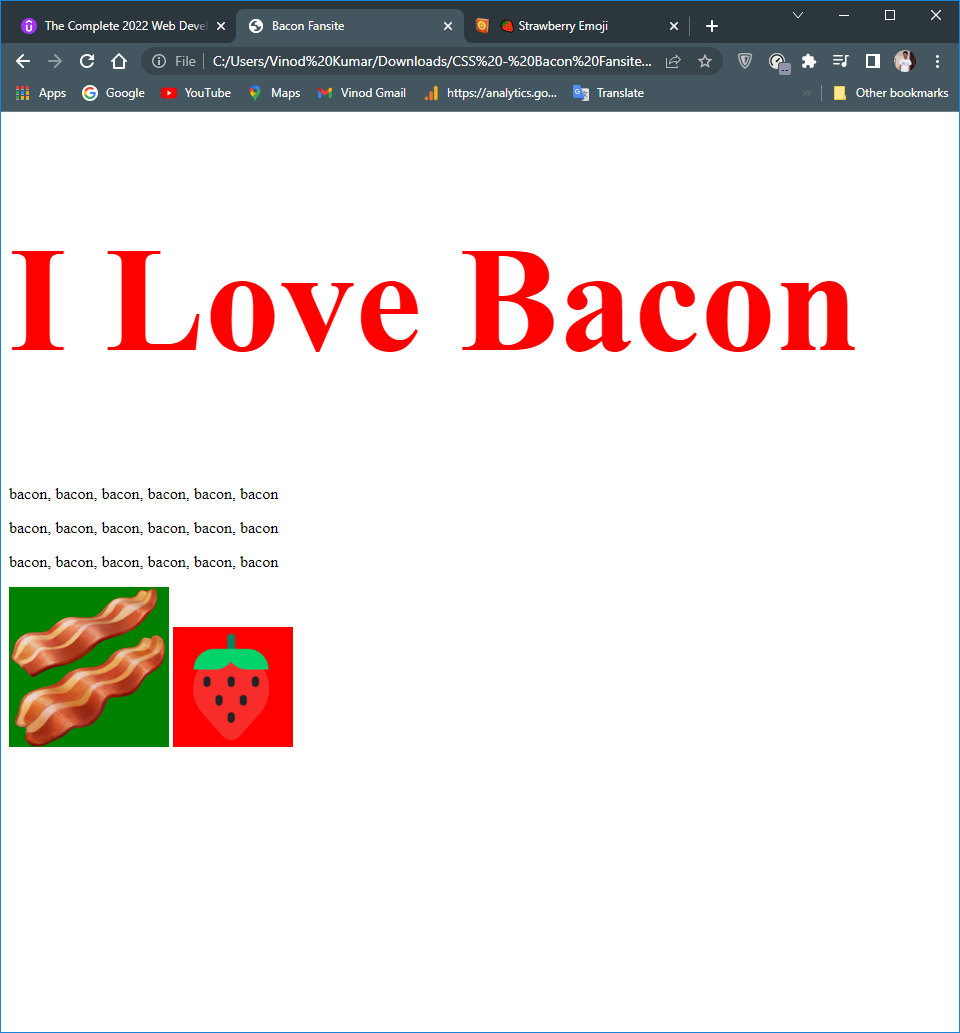 The Complete 2022 Web Devel
Bacon Fansite
Strawberry Emoji
File
C:/Users/Vinod%20Kumar/Downloads/CSS%20-%20Bacon%20Fansite...
Apps
Google
YouTube
Maps
Vinod Gmail
https://analytics.go...
Translate
»
Other bookmarks
I Love Bacon
bacon, bacon, bacon, bacon, bacon, bacon
bacon, bacon, bacon, bacon, bacon, bacon
bacon, bacon, bacon, bacon, bacon, bacon